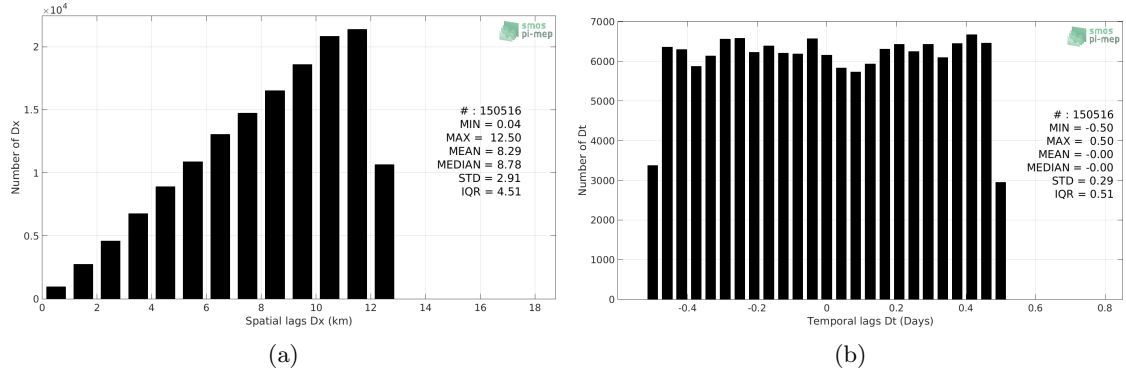 ×10⁴
2
1.5
1
0.5
0
0 2 4 6 8 10 12 14 16 18
Number of Dx
Spatial lags Dx (km)
smos
pi-mep
# : 150516
MIN = 0.04
MAX = 12.50
MEAN = 8.29
MEDIAN = 8.78
STD = 2.91
IQR = 4.51
(a)
7000
6000
5000
4000
3000
2000
1000
0
-0.4 -0.2 0 0.2 0.4 0.6 0.8
Number of Dt
Temporal lags Dt (Days)
smos
pi-mep
# : 150516
MIN = -0.50
MAX = 0.50
MEAN = -0.00
MEDIAN = -0.00
STD = 0.29
IQR = 0.51
(b)